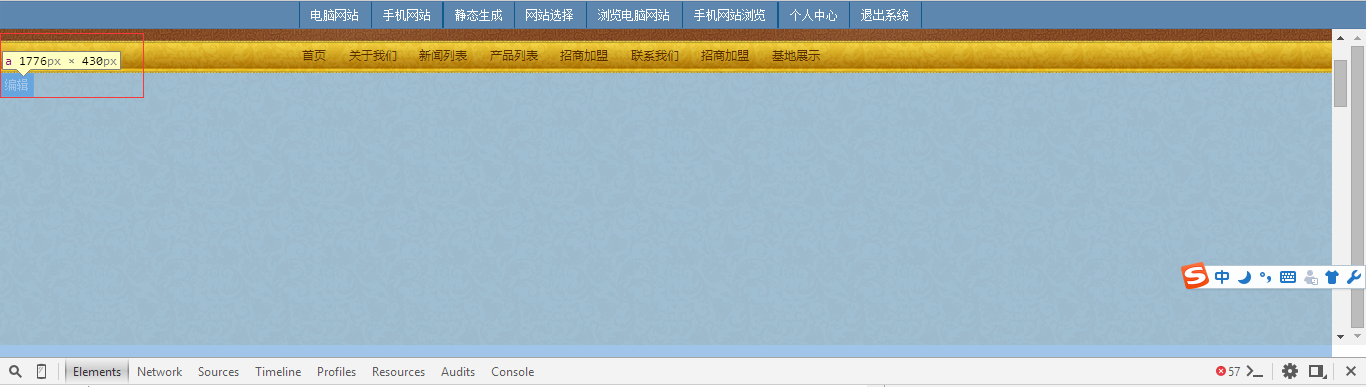 电脑网站 手机网站 静态生成 网站选择 浏览电脑网站 手机网站浏览 个人中心 退出系统
首页 关于我们 新闻列表 产品列表 招商加盟 联系我们 招商加盟 基地展示
a 1776px × 430px
编辑
中
Elements Network Sources Timeline Profiles Resources Audits Console 57